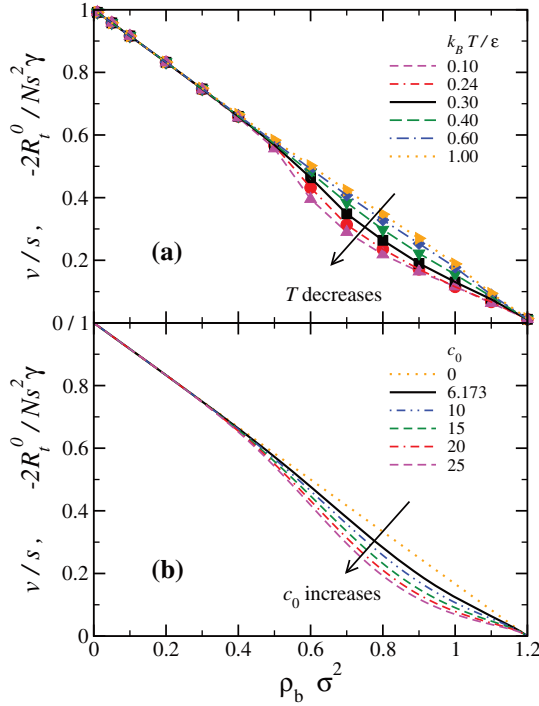 1
0.8
0.6
0.4
0.2
0 / 1
v / s ,  -2R_t^0 / Ns^2γ
k_B T / ε
0.10
0.24
0.30
0.40
0.60
1.00
(a)
T decreases
0.8
0.6
0.4
0.2
0
v / s ,  -2R_t^0 / Ns^2γ
c_0
0
6.173
10
15
20
25
(b)
c_0 increases
0 0.2 0.4 0.6 0.8 1 1.2
ρ_b σ^2